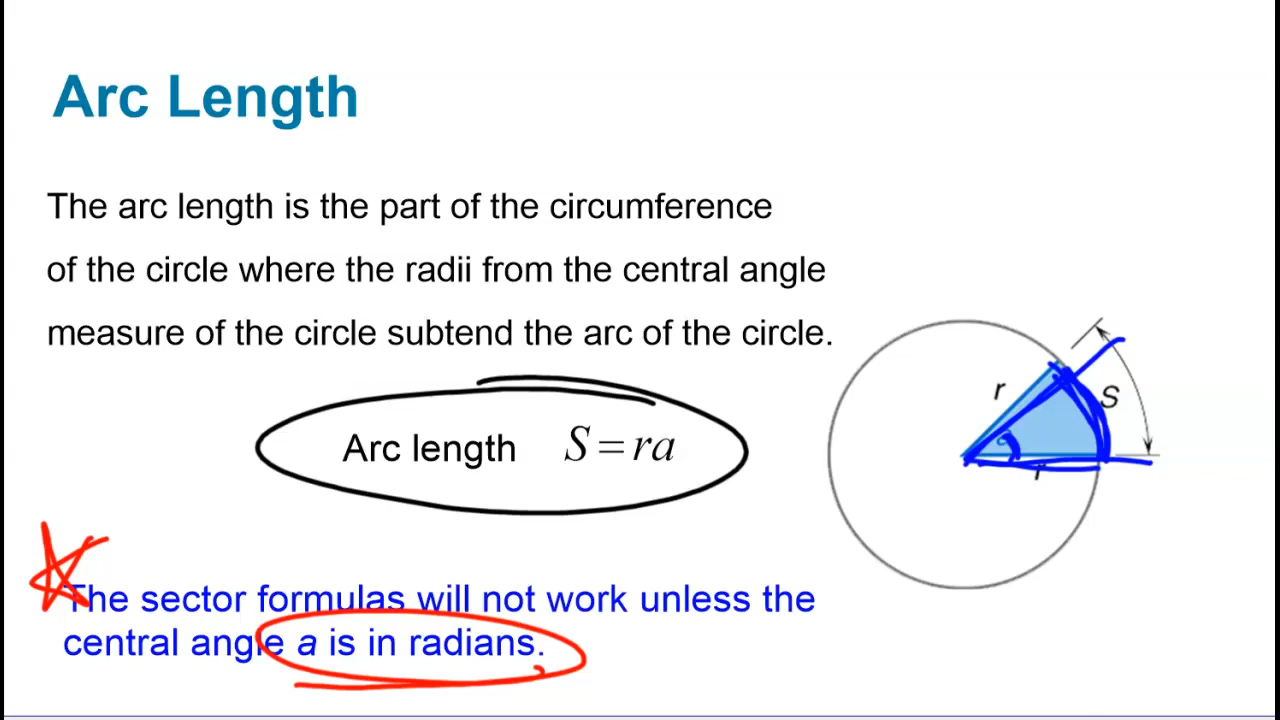 Arc Length
The arc length is the part of the circumference
of the circle where the radii from the central angle
measure of the circle subtend the arc of the circle.
Arc length S = ra
r
S
r
The sector formulas will not work unless the
central angle a is in radians.